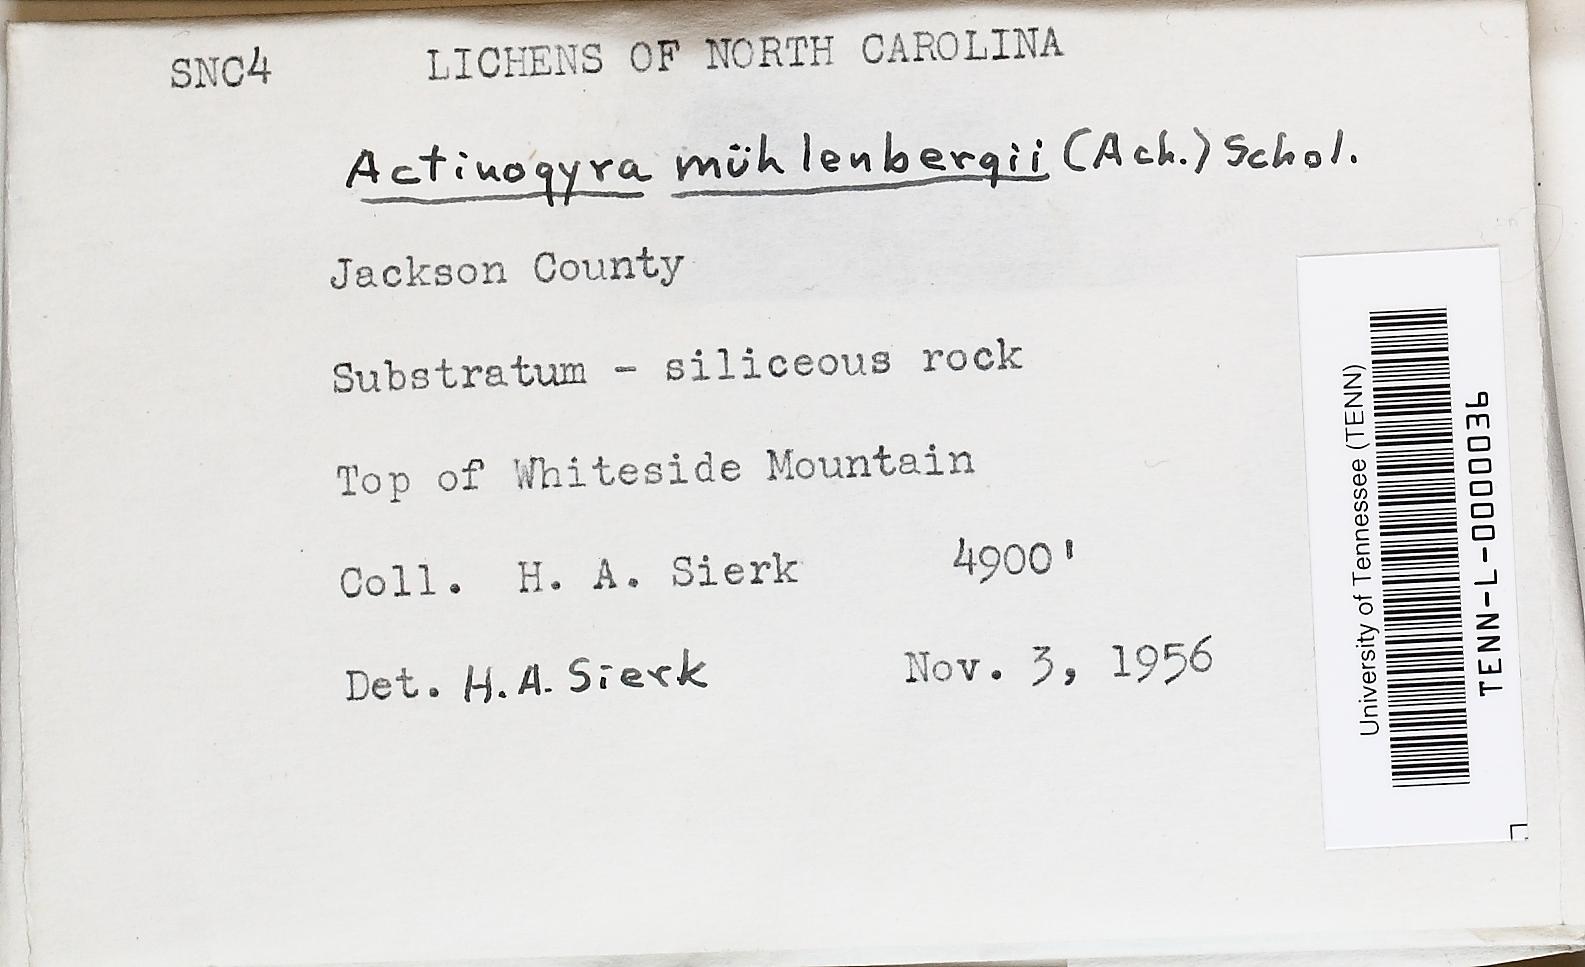 SNC4 LICHENS OF NORTH CAROLINA
Actinogyra mühlenbergii (Ach.) Schol.
Jackson County
Substratum - siliceous rock
Top of Whiteside Mountain
Coll. H. A. Sierk 4900'
Det. H.A. Sierk Nov. 3, 1956
University of Tennessee (TENN)
TENN-L-0000036